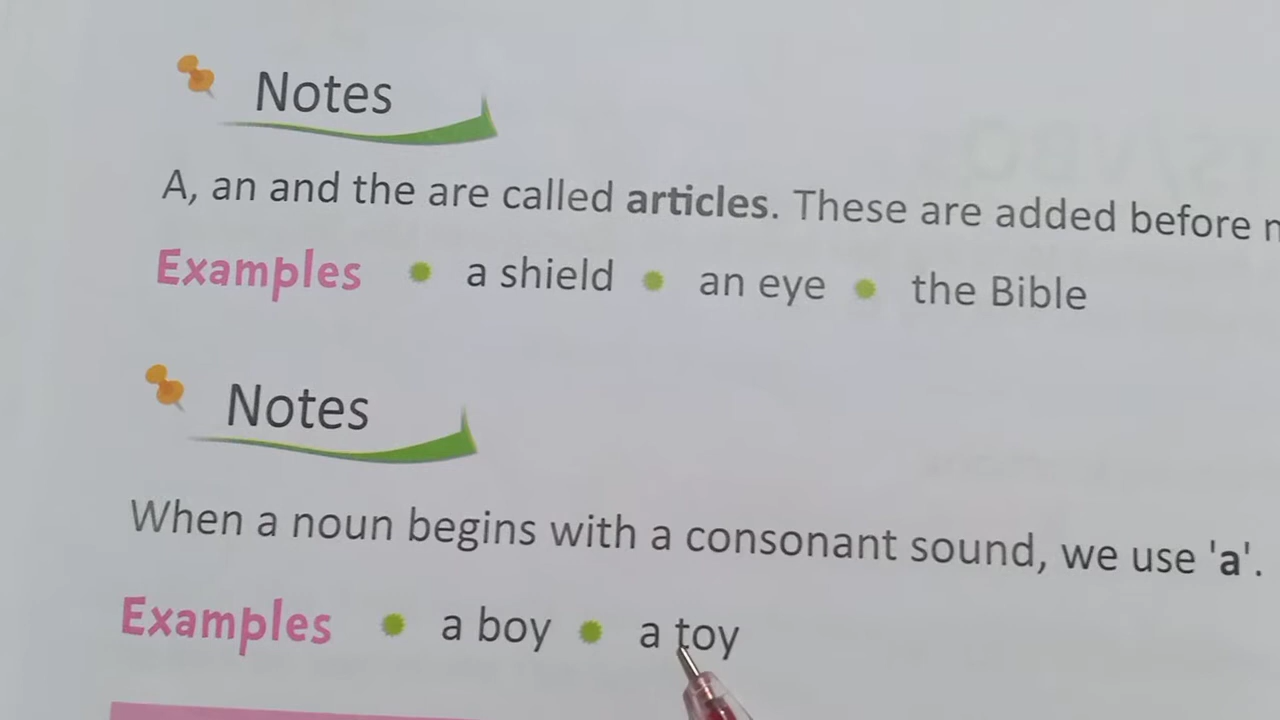 Notes
A, an and the are called articles. These are added before
Examples • a shield • an eye • the Bible
Notes
When a noun begins with a consonant sound, we use 'a'.
Examples • a boy • a toy